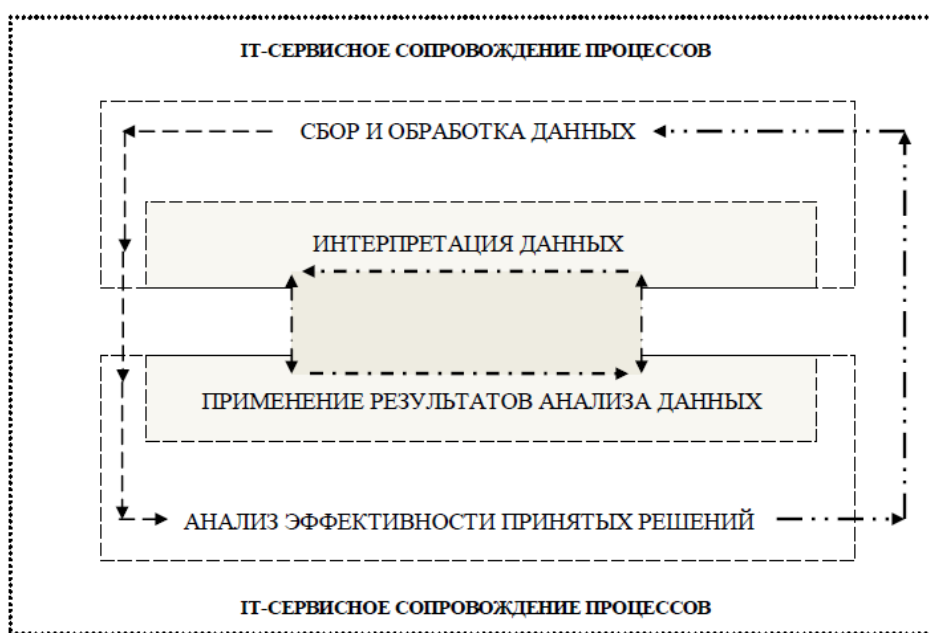 IT-СЕРВИСНОЕ СОПРОВОЖДЕНИЕ ПРОЦЕССОВ
СБОР И ОБРАБОТКА ДАННЫХ
ИНТЕРПРЕТАЦИЯ ДАННЫХ
ПРИМЕНЕНИЕ РЕЗУЛЬТАТОВ АНАЛИЗА ДАННЫХ
АНАЛИЗ ЭФФЕКТИВНОСТИ ПРИНЯТЫХ РЕШЕНИЙ
IT-СЕРВИСНОЕ СОПРОВОЖДЕНИЕ ПРОЦЕССОВ